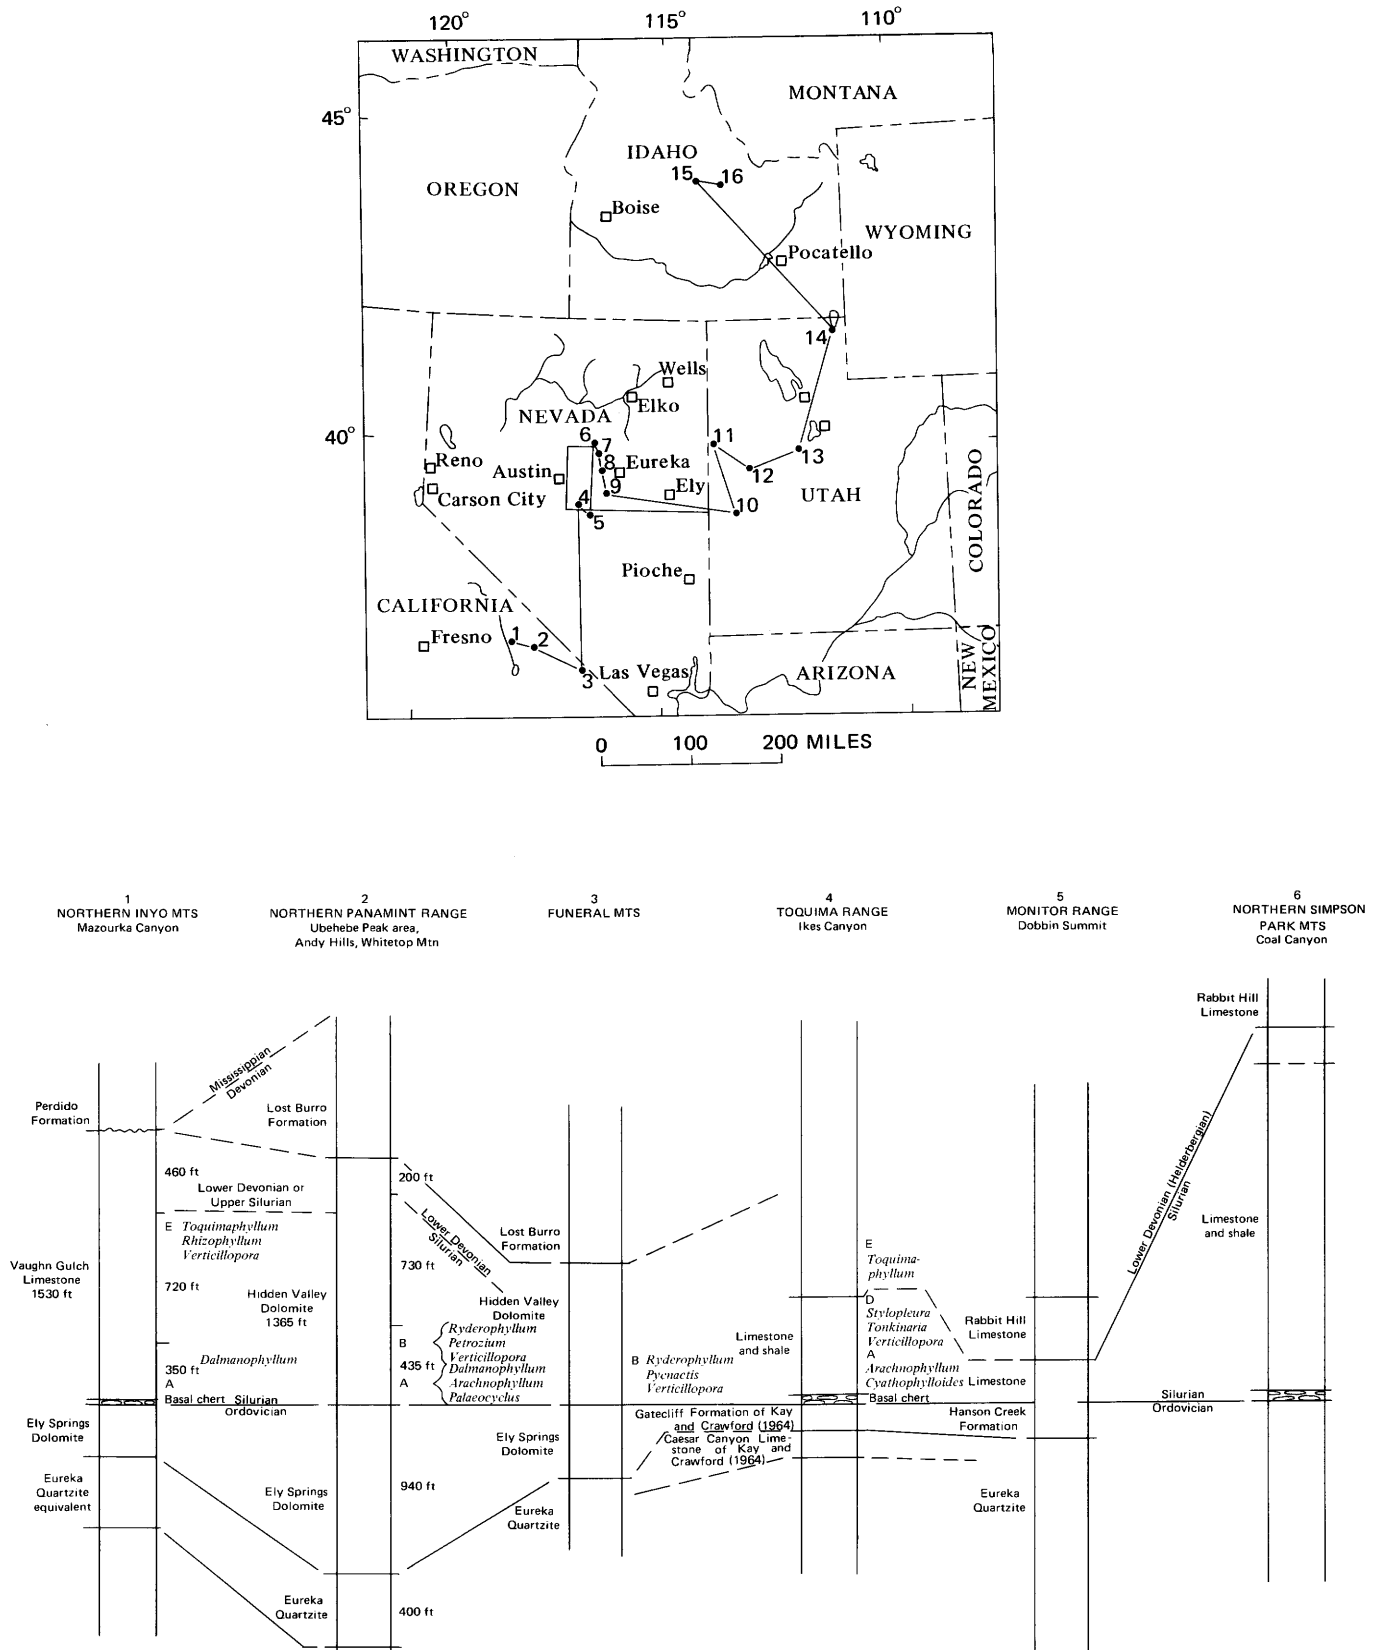 120°
115°
110°
WASHINGTON
MONTANA
45°
IDAHO
15
16
OREGON
Boise
WYOMING
Pocatello
14
Wells
Elko
NEVADA
40°
6
7
11
Reno
Austin
8
Eureka
13
12
Carson City
9
Ely
UTAH
4
5
10
COLORADO
Pioche
CALIFORNIA
Fresno
1
2
3
Las Vegas
ARIZONA
NEW
MEXICO
0 100 200 MILES
1
NORTHERN INYO MTS
Mazourka Canyon
2
NORTHERN PANAMINT RANGE
Ubehebe Peak area,
Andy Hills, Whitetop Mtn
3
FUNERAL MTS
4
TOQUIMA RANGE
Ikes Canyon
5
MONITOR RANGE
Dobbin Summit
6
NORTHERN SIMPSON
PARK MTS
Coal Canyon
Perdido
Formation
Vaughn Gulch
Limestone
1530 ft
Ely Springs
Dolomite
Eureka
Quartzite
equivalent
Mississippian
Devonian
Lost Burro
Formation
460 ft
Lower Devonian or
Upper Silurian
E Toquimaphyllum
Rhizophyllum
Verticillopora
720 ft
Hidden Valley
Dolomite
1365 ft
Dalmanophyllum
350 ft
A
Basal chert
Silurian
Ordovician
Ely Springs
Dolomite
Eureka
Quartzite
200 ft
Lower Devonian
Silurian
730 ft
Lost Burro
Formation
Hidden Valley
Dolomite
B
435 ft
A
Ryderophyllum
Petrozium
Verticillopora
Dalmanophyllum
Arachnophyllum
Palaeocyclus
940 ft
Ely Springs
Dolomite
Eureka
Quartzite
400 ft
Limestone
and shale
B Ryderophyllum
Pycnactis
Verticillopora
Gatecliff Formation of Kay
and Crawford (1964)
Caesar Canyon Lime-
stone of Kay and
Crawford (1964)
E
Toquima-
phyllum
D
Stylopleura
Tonkinaria
Verticillopora
A
Arachnophyllum
Cyathophylloides
Basal chert
Rabbit Hill
Limestone
Limestone
Hanson Creek
Formation
Eureka
Quartzite
Lower Devonian (Helderbergian)
Silurian
Silurian
Ordovician
Rabbit Hill
Limestone
Limestone
and shale